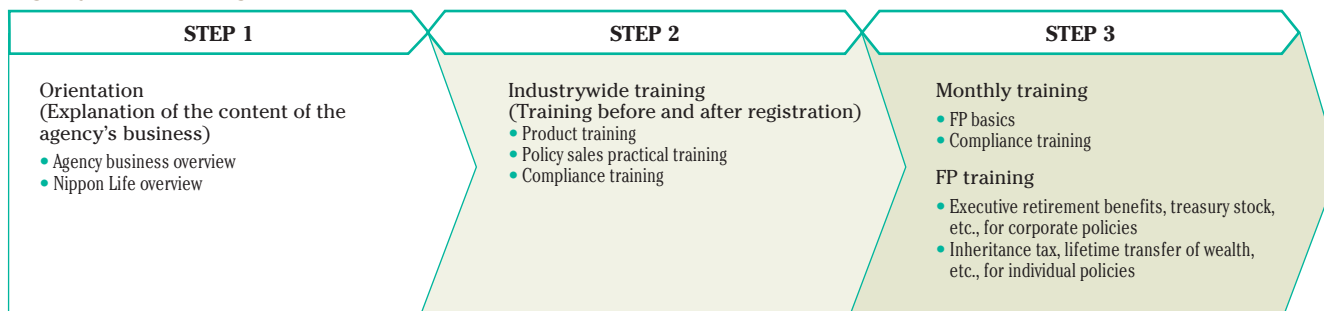 STEP 1
Orientation
(Explanation of the content of the
agency's business)
• Agency business overview
• Nippon Life overview
STEP 2
Industrywide training
(Training before and after registration)
• Product training
• Policy sales practical training
• Compliance training
STEP 3
Monthly training
• FP basics
• Compliance training
FP training
• Executive retirement benefits, treasury stock,
etc., for corporate policies
• Inheritance tax, lifetime transfer of wealth,
etc., for individual policies